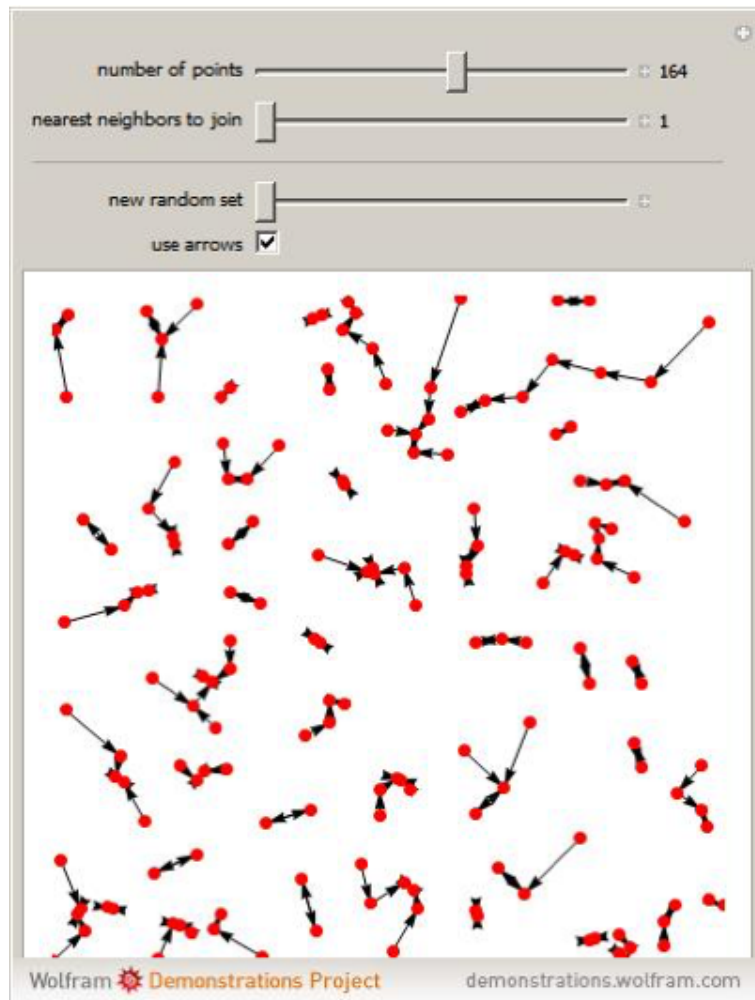 number of points 164
nearest neighbors to join 1
new random set
use arrows
Wolfram Demonstrations Project demonstrations.wolfram.com